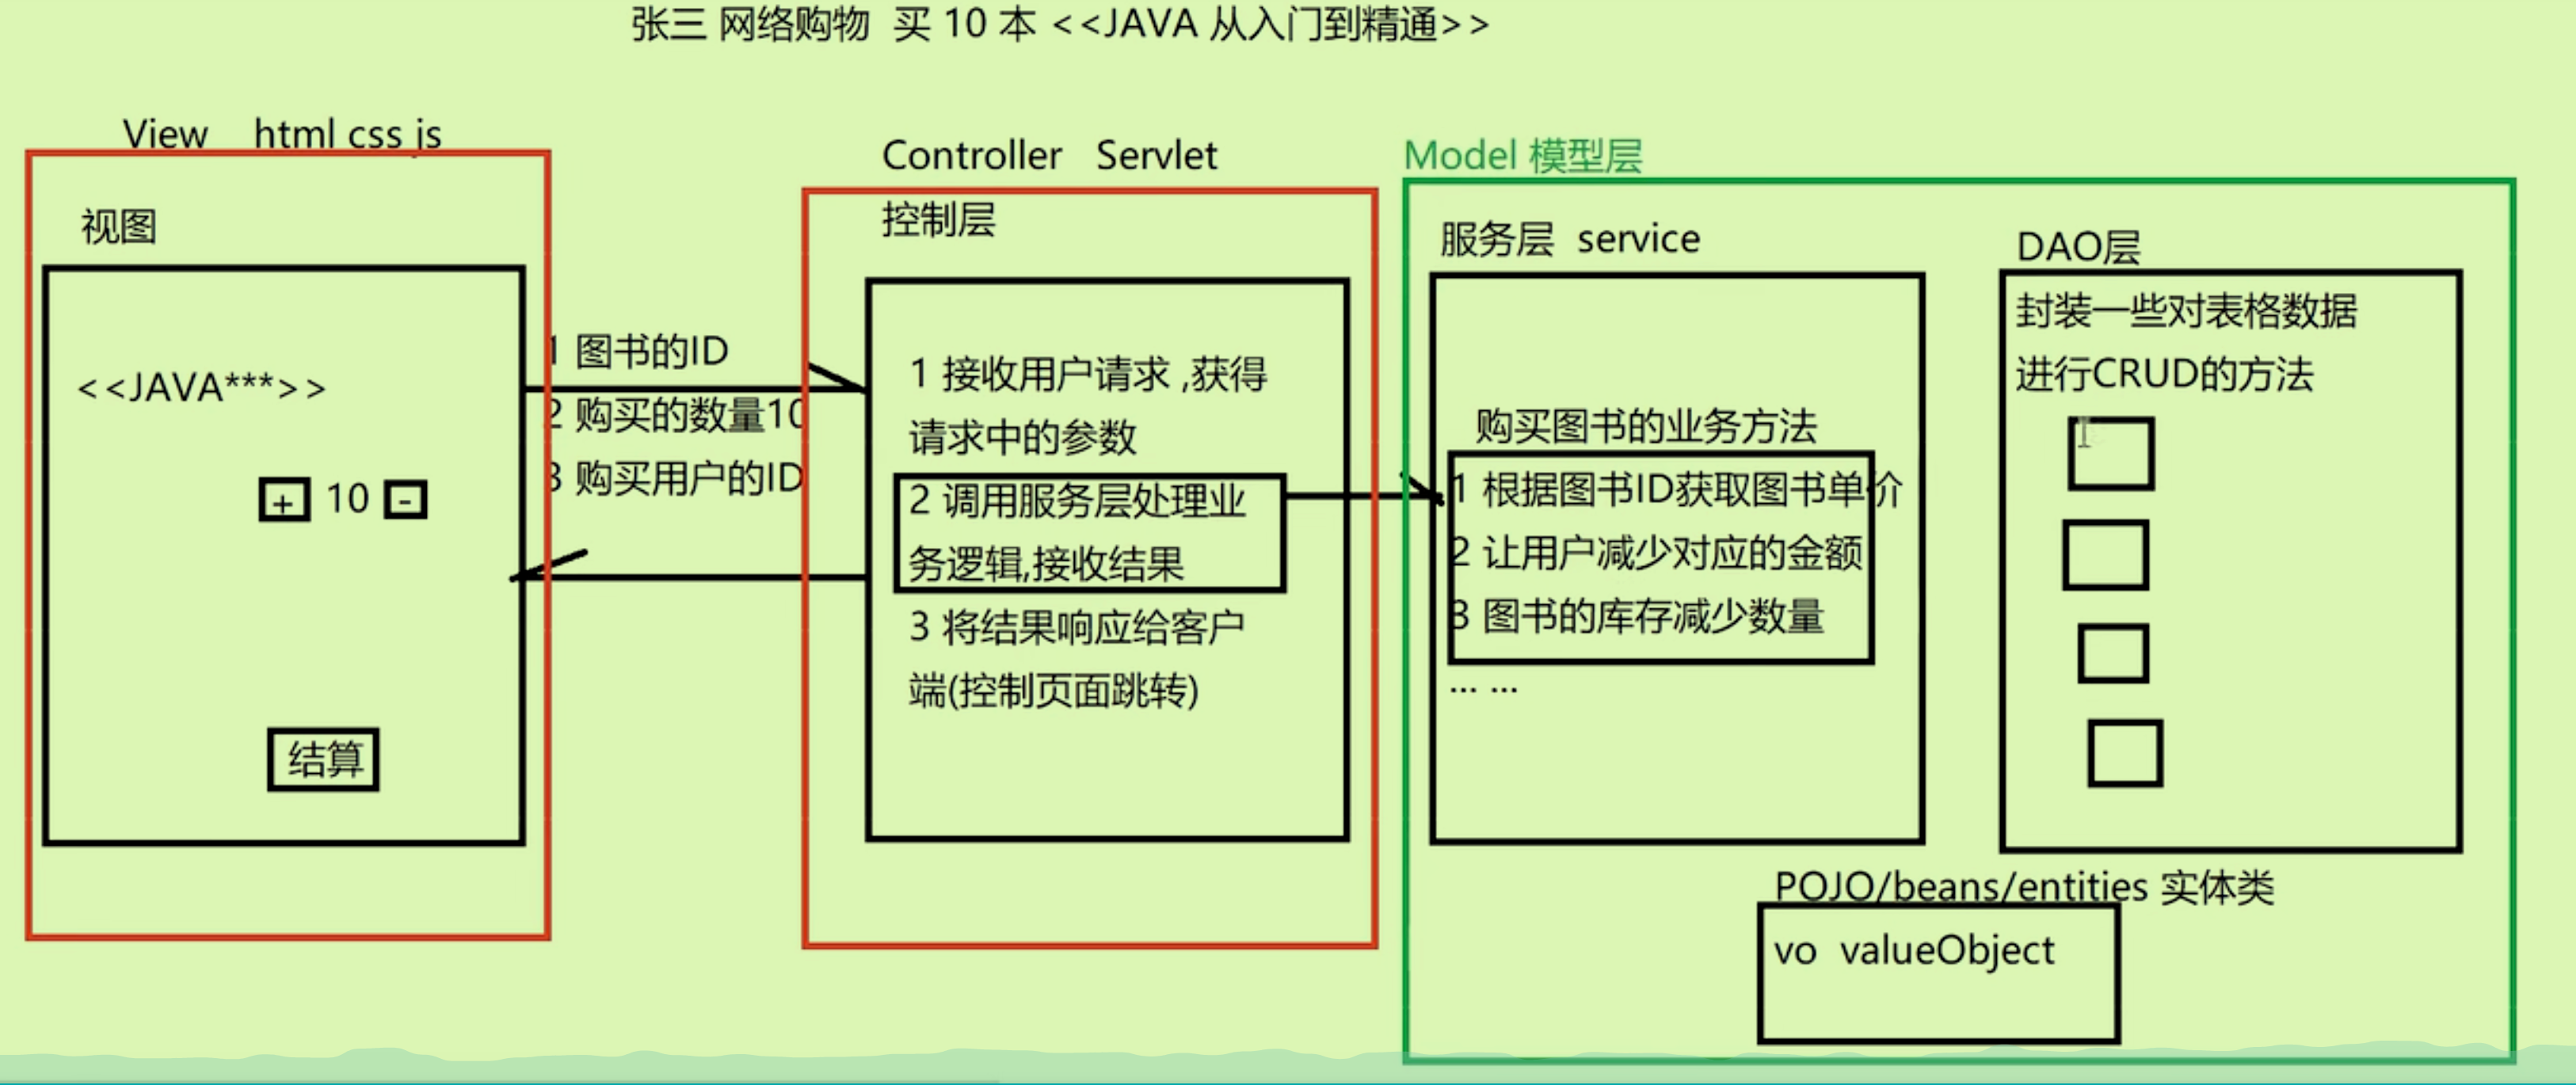 张三 网络购物 买 10 本 <<JAVA 从入门到精通>>
View html css js
视图
<<JAVA***>>
+ 10 -
结算
1 图书的ID
2 购买的数量10
3 购买用户的ID
Controller Servlet
控制层
1 接收用户请求 ,获得
请求中的参数
2 调用服务层处理业
务逻辑,接收结果
3 将结果响应给客户
端(控制页面跳转)
Model 模型层
服务层 service
购买图书的业务方法
1 根据图书ID获取图书单价
2 让用户减少对应的金额
3 图书的库存减少数量
... ...
DAO层
封装一些对表格数据
进行CRUD的方法
POJO/beans/entities 实体类
vo valueObject